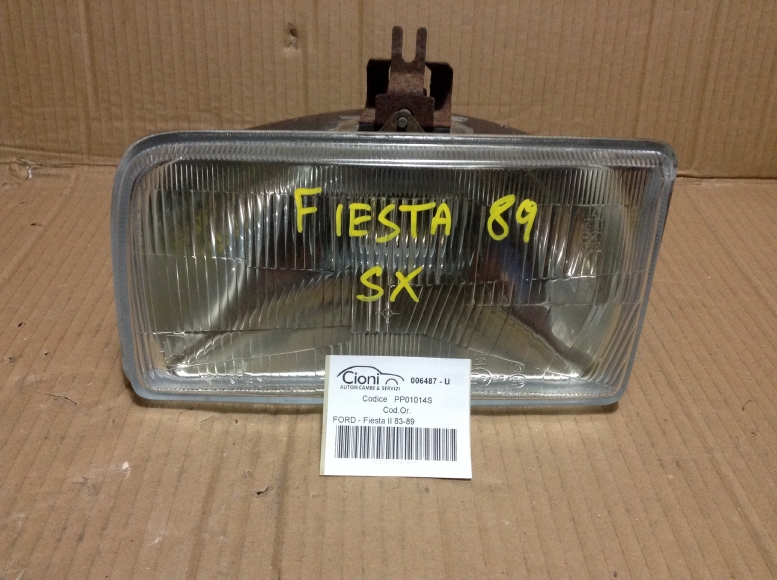 FIESTA 89
SX
Cioni 006487 - U
AUTORICAMBI & SERVIZI
Codice PP01014S
Cod.Or.
FORD - Fiesta II 83-89